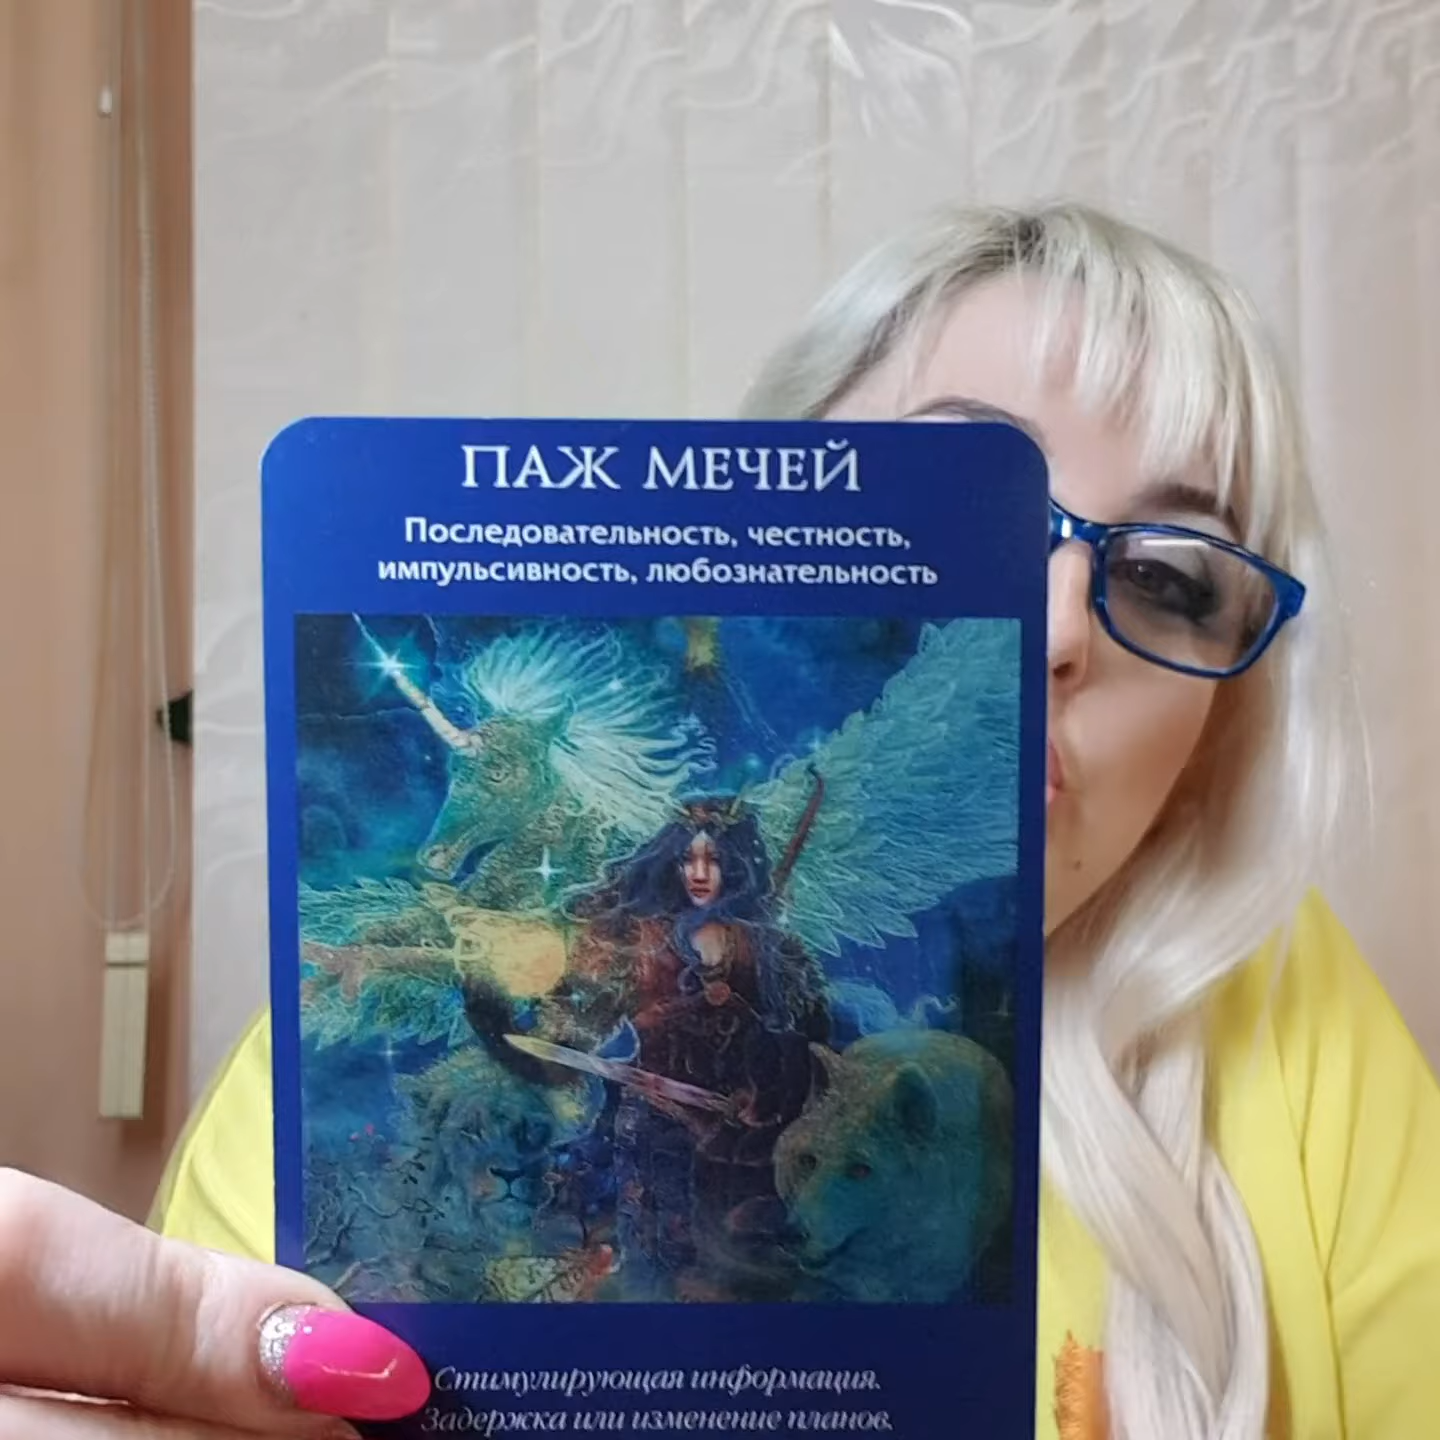 ПАЖ МЕЧЕЙ
Последовательность, честность,
импульсивность, любознательность
Стимулирующая информация.
Задержка или изменение планов.